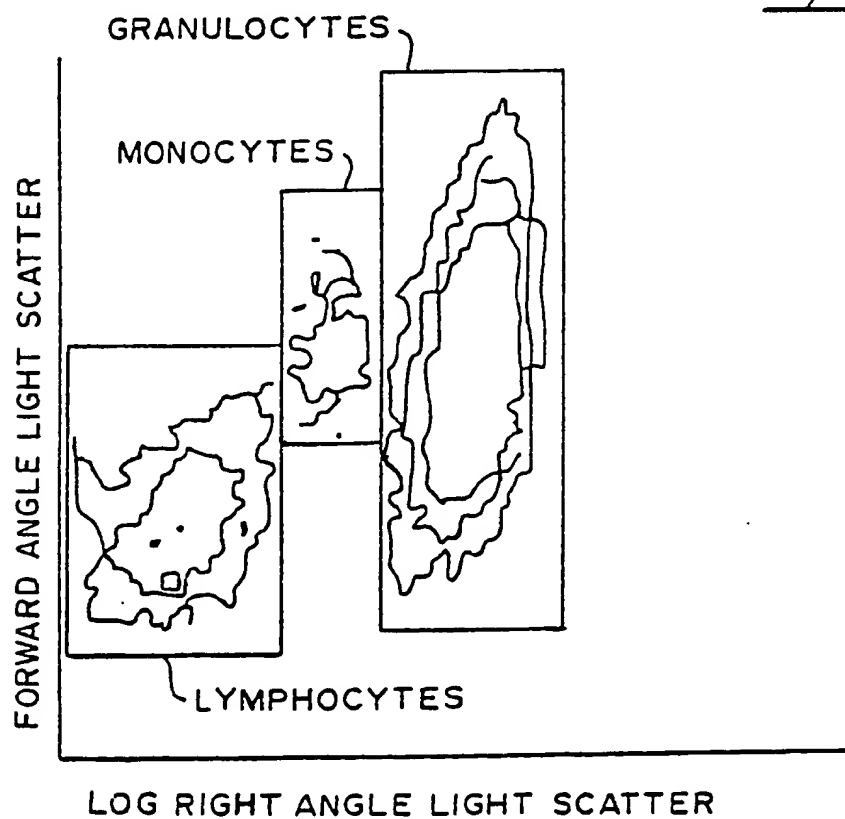 GRANULOCYTES
MONOCYTES
FORWARD ANGLE LIGHT SCATTER
LYMPHOCYTES
LOG RIGHT ANGLE LIGHT SCATTER